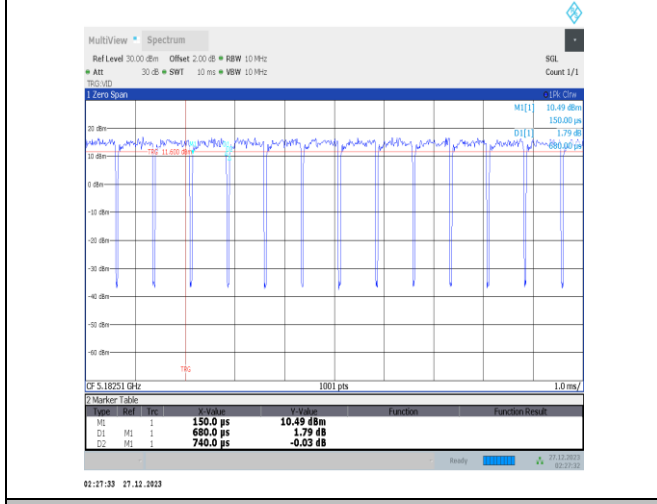 MultiView Spectrum
Ref Level 30.00 dBm Offset 2.00 dB RBW 10 MHz SGL
Att 30 dB SWT 10 ms VBW 10 MHz Count 1/1
TRG:VID
1 Zero Span 1Pk Clrw
M1[1] 10.49 dBm
150.00 µs
20 dBm D1[1] 1.79 dB
680.00 µs
TRG 11.600 dBm
10 dBm
0 dBm
-10 dBm
-20 dBm
-30 dBm
-40 dBm
-50 dBm
-60 dBm
TRG
CF 5.18251 GHz 1001 pts 1.0 ms/
2 Marker Table
Type Ref Trc X-Value Y-Value Function Function Result
M1 1 150.0 µs 10.49 dBm
D1 M1 1 680.0 µs 1.79 dB
D2 M1 1 740.0 µs -0.03 dB
Ready 27.12.2023
02:27:32
02:27:33 27.12.2023